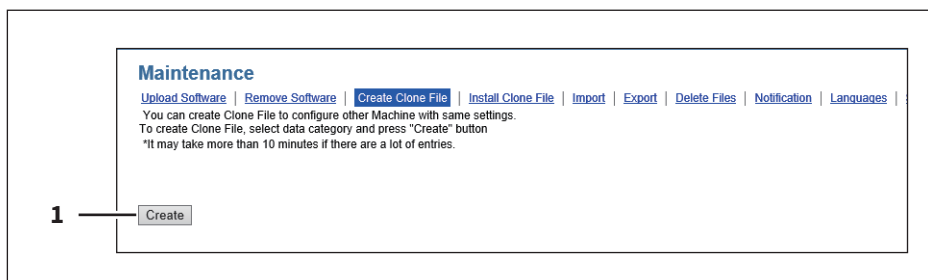 Maintenance
Upload Software | Remove Software | Create Clone File | Install Clone File | Import | Export | Delete Files | Notification | Languages |
You can create Clone File to configure other Machine with same settings.
To create Clone File, select data category and press "Create" button
*It may take more than 10 minutes if there are a lot of entries.
1
Create